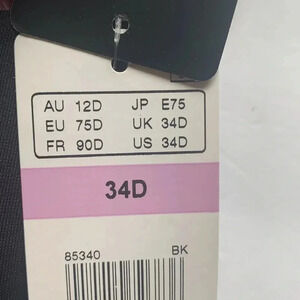 AU 12D JP E75
EU 75D UK 34D
FR 90D US 34D
34D
85340 BK